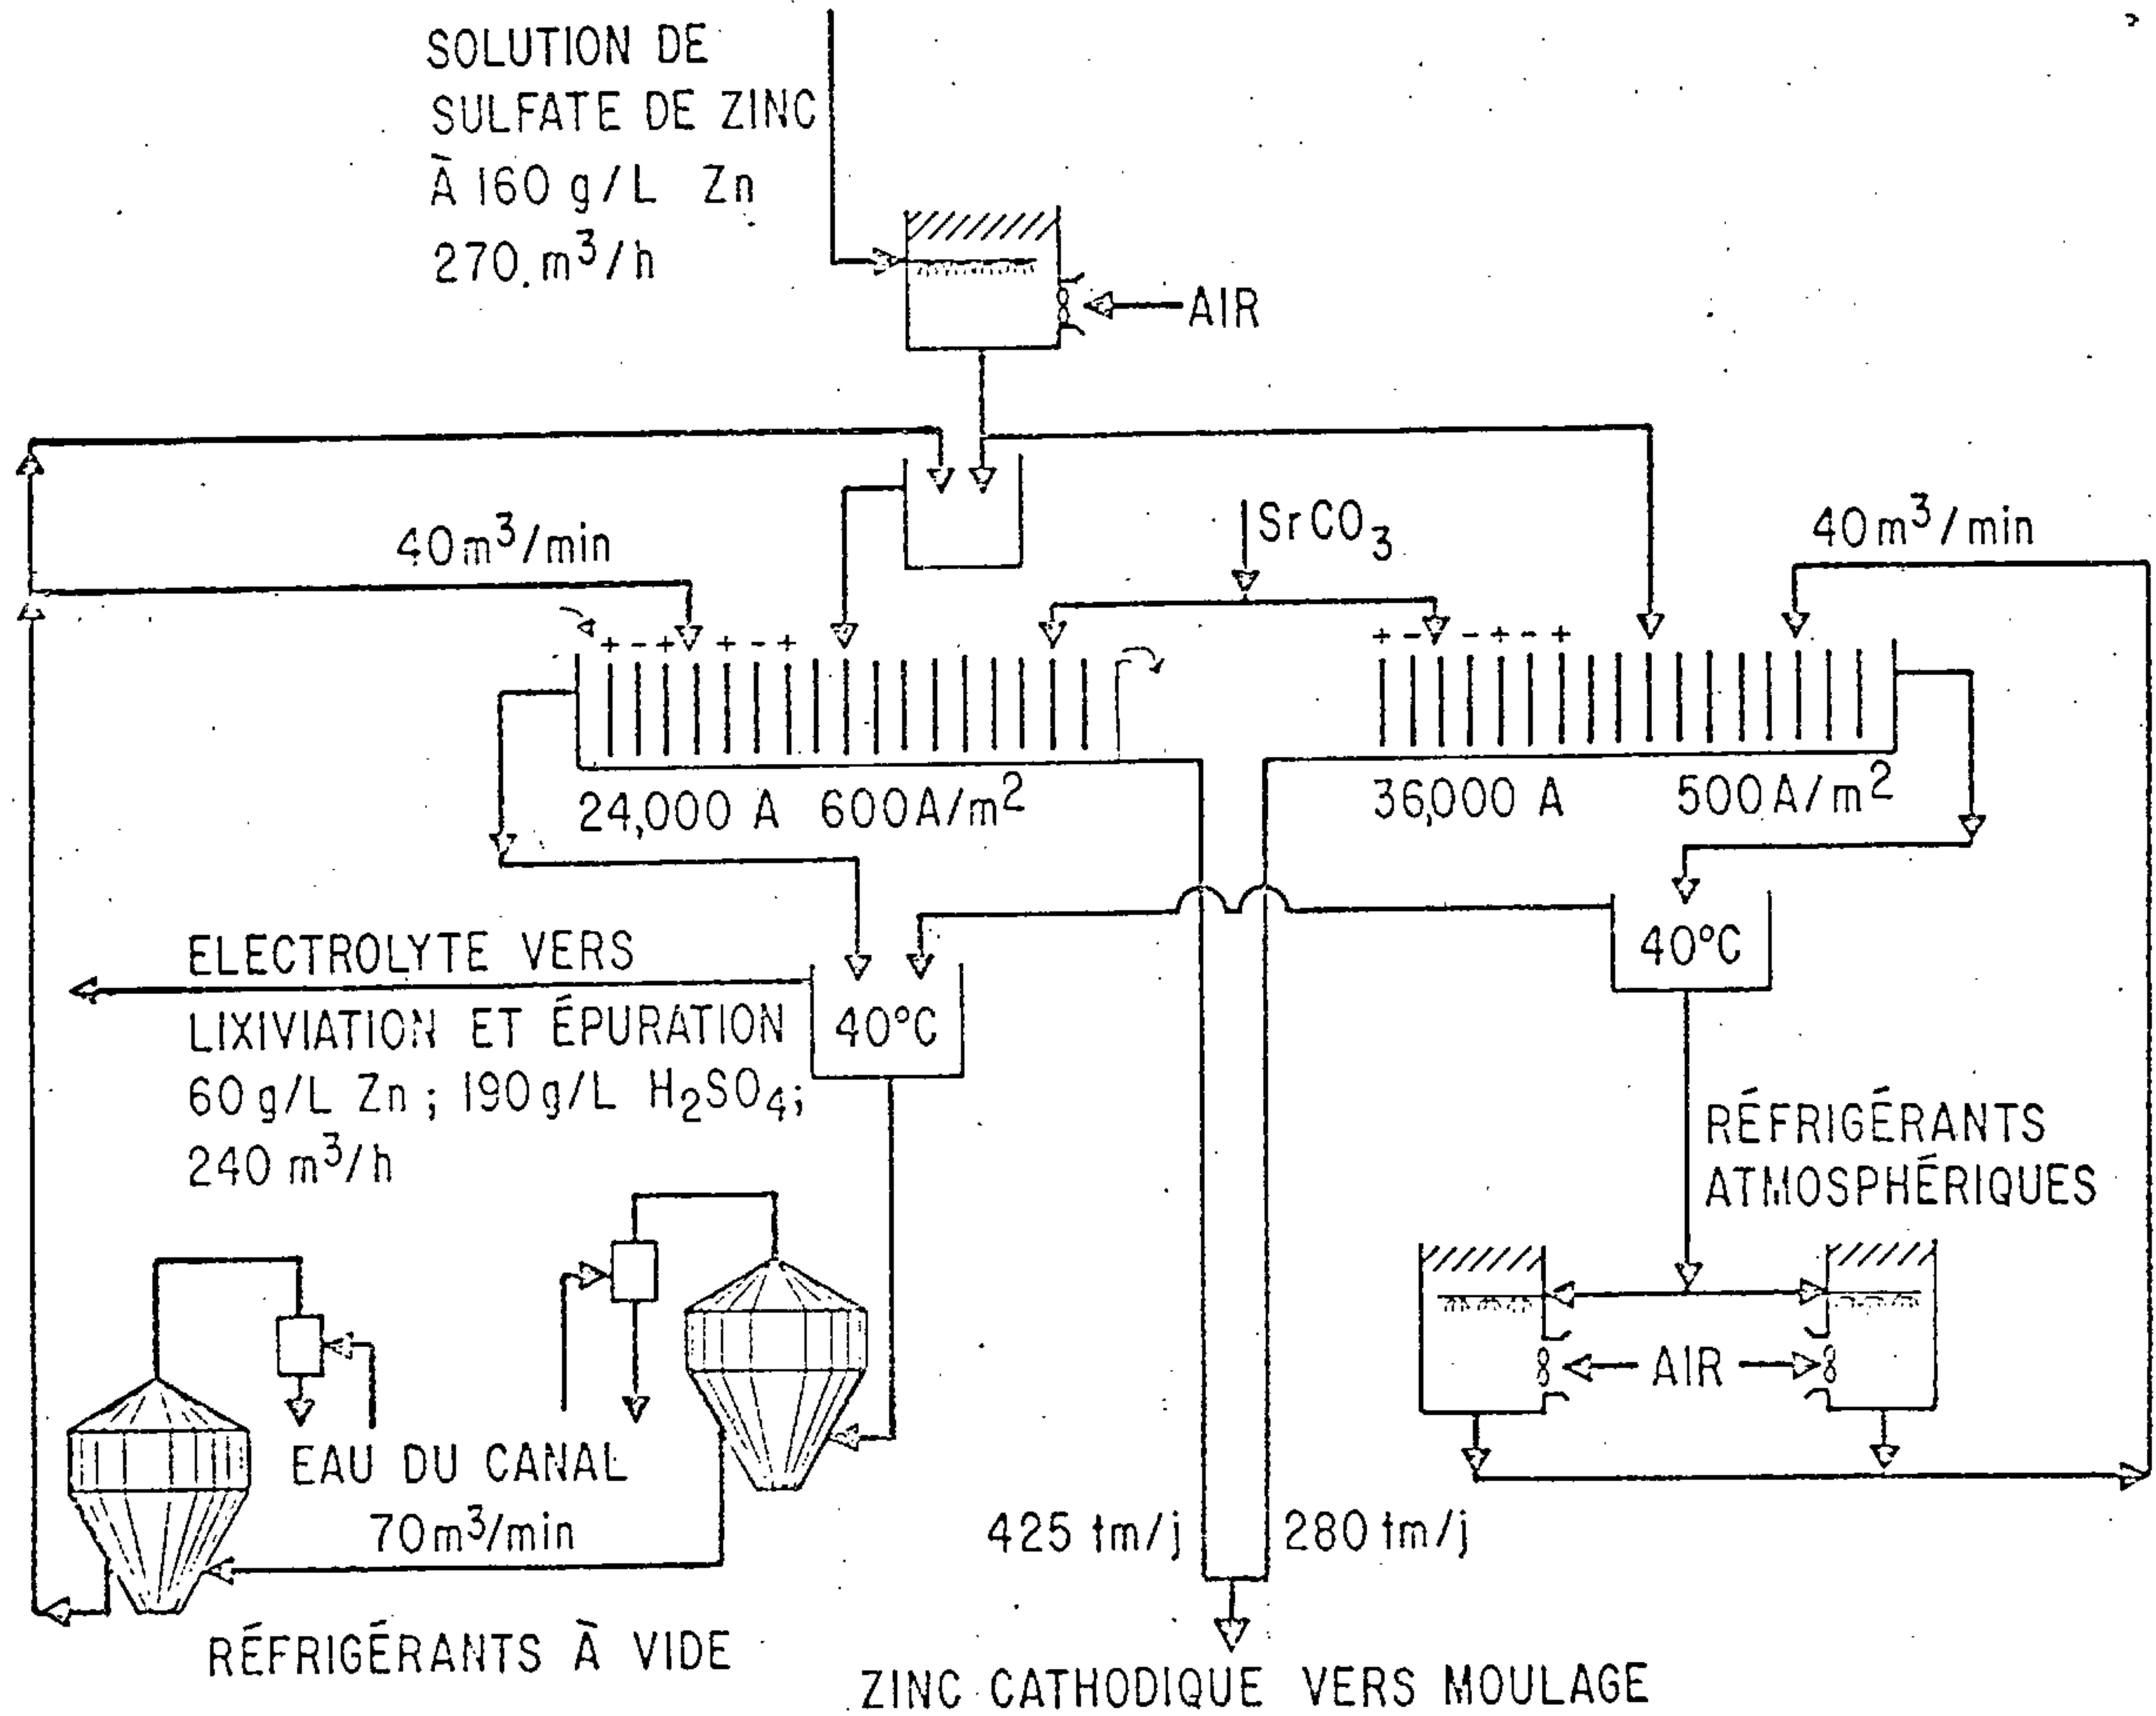 SOLUTION DE
SULFATE DE ZINC
À 160 g/L Zn
270 m³/h
AIR
40 m³/min
SrCO₃
40 m³/min
+ - + + - +
+ - - + - +
24,000 A 600 A/m²
36,000 A 500 A/m²
40°C
ELECTROLYTE VERS
LIXIVIATION ET ÉPURATION
60 g/L Zn ; 190 g/L H₂SO₄;
240 m³/h
40°C
RÉFRIGÉRANTS
ATMOSPHÉRIQUES
AIR
EAU DU CANAL
70 m³/min
425 tm/j
280 tm/j
RÉFRIGÉRANTS À VIDE
ZINC CATHODIQUE VERS MOULAGE